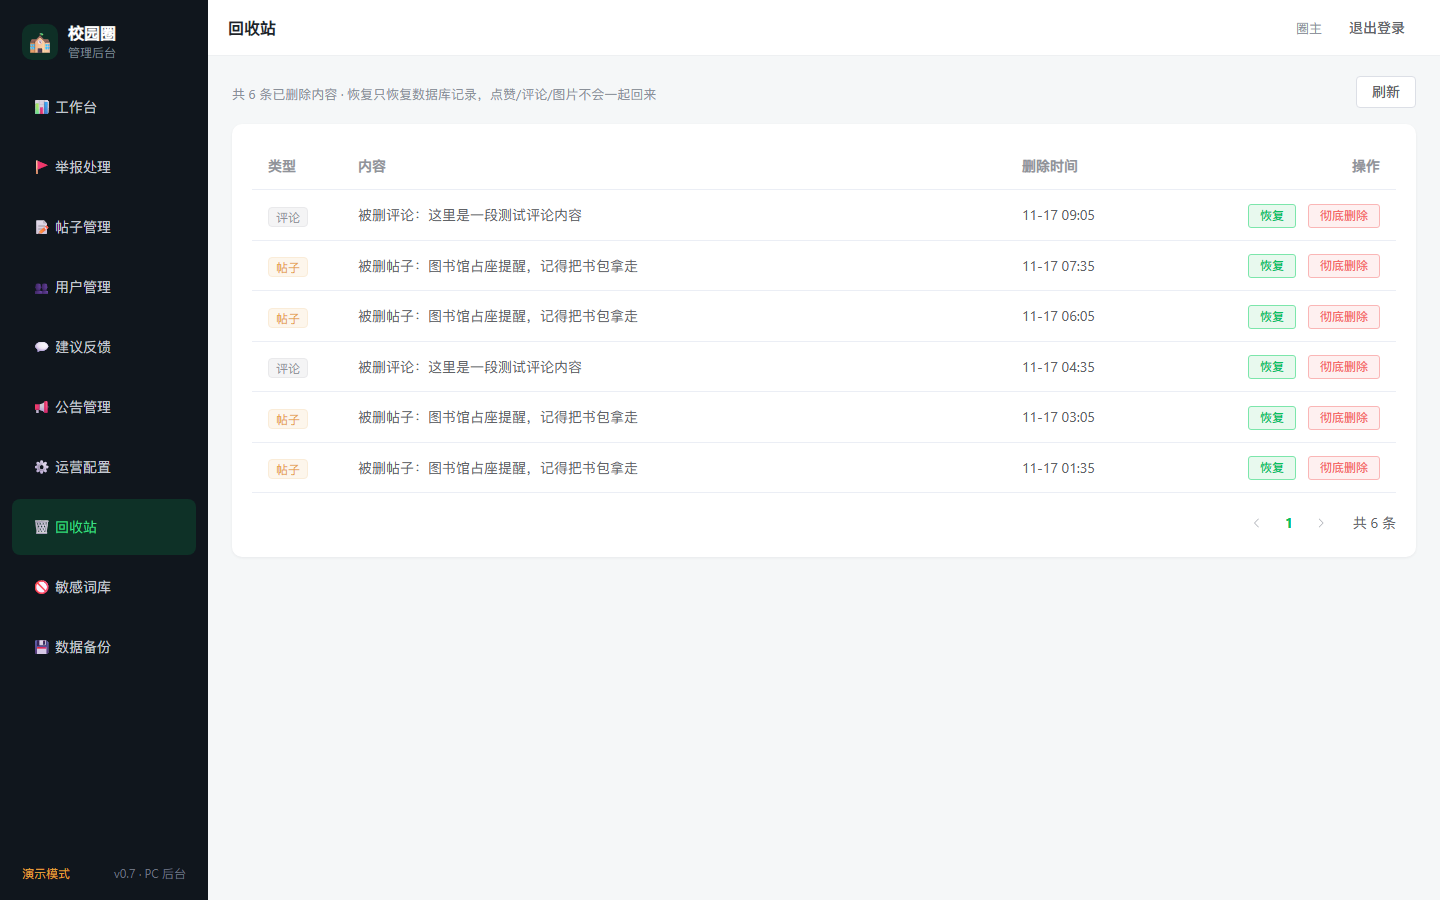 校园圈
管理后台
工作台
举报处理
帖子管理
用户管理
建议反馈
公告管理
运营配置
回收站
敏感词库
数据备份
演示模式 v0.7 · PC 后台
回收站 圈主 退出登录
共 6 条已删除内容 · 恢复只恢复数据库记录，点赞/评论/图片不会一起回来 刷新
类型 内容 删除时间 操作
评论 被删评论：这里是一段测试评论内容 11-17 09:05 恢复 彻底删除
帖子 被删帖子：图书馆占座提醒，记得把书包拿走 11-17 07:35 恢复 彻底删除
帖子 被删帖子：图书馆占座提醒，记得把书包拿走 11-17 06:05 恢复 彻底删除
评论 被删评论：这里是一段测试评论内容 11-17 04:35 恢复 彻底删除
帖子 被删帖子：图书馆占座提醒，记得把书包拿走 11-17 03:05 恢复 彻底删除
帖子 被删帖子：图书馆占座提醒，记得把书包拿走 11-17 01:35 恢复 彻底删除
1 共 6 条